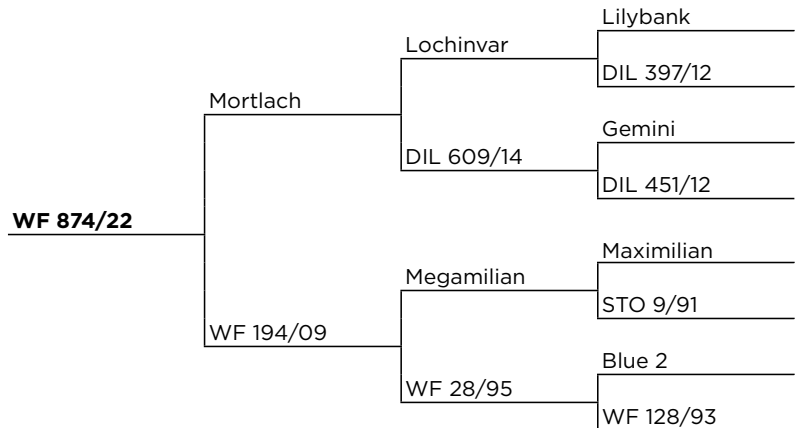 Lilybank
Lochinvar
DIL 397/12
Mortlach
Gemini
DIL 609/14
DIL 451/12
WF 874/22
Maximilian
Megamilian
STO 9/91
WF 194/09
Blue 2
WF 28/95
WF 128/93